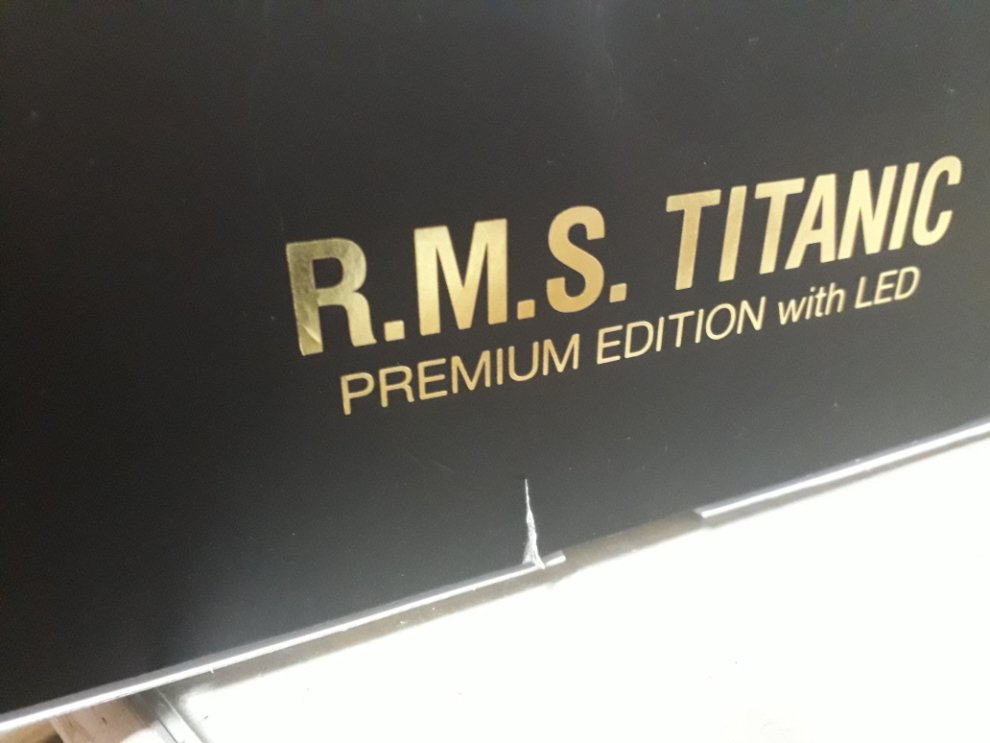 R.M.S. TITANIC
PREMIUM EDITION with LED